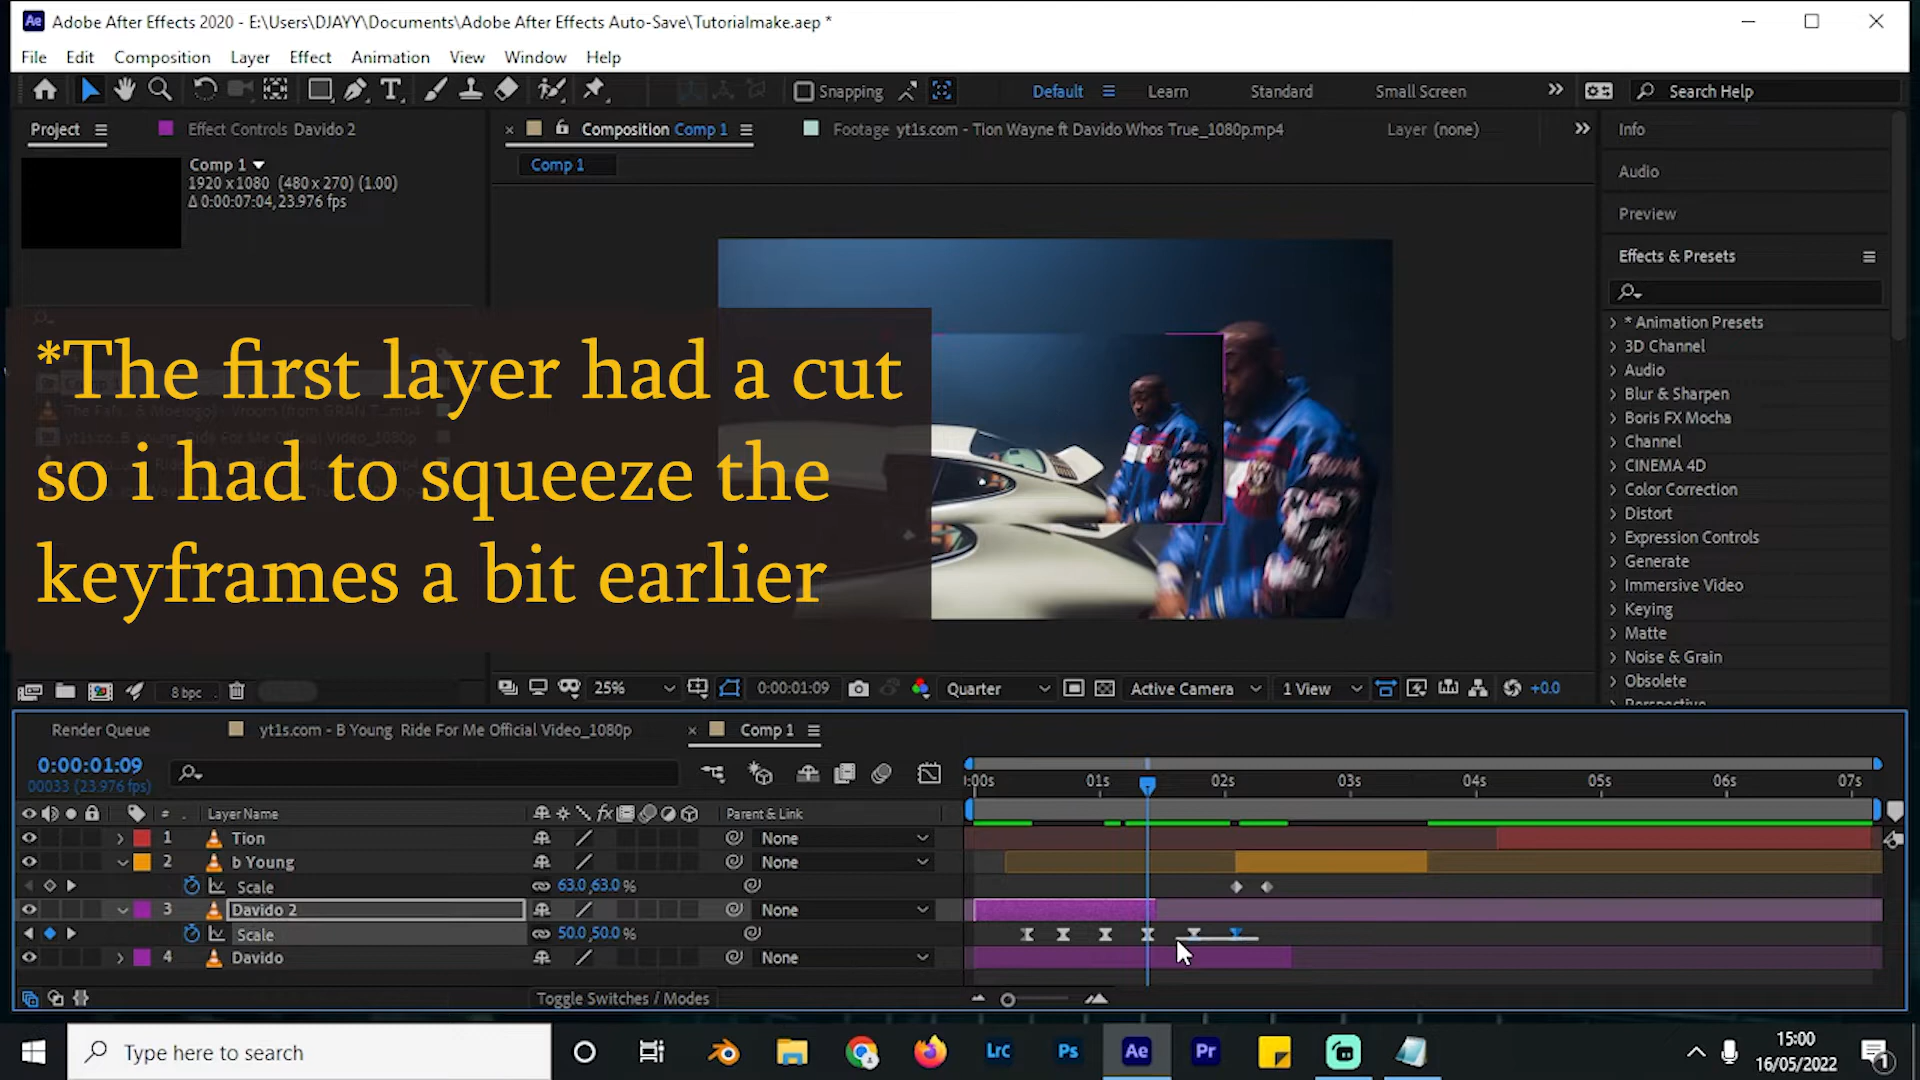 Adobe After Effects 2020 - E:\Users\DJAYY\Documents\Adobe After Effects Auto-Save\Tutorialmake.aep *
File Edit Composition Layer Effect Animation View Window Help
Snapping Default Learn Standard Small Screen Search Help
Project Effect Controls Davido 2
Composition Comp 1 Footage yt1s.com - Tion Wayne ft Davido Whos True_1080p.mp4 Layer (none)
Comp 1
1920 x 1080 (480 x 270) (1.00)
Δ 0:00:07:04, 23.976 fps
Comp 1
*The first layer had a cut
so i had to squeeze the
keyframes a bit earlier
Info
Audio
Preview
Effects & Presets
* Animation Presets
3D Channel
Audio
Blur & Sharpen
Boris FX Mocha
Channel
CINEMA 4D
Color Correction
Distort
Expression Controls
Generate
Immersive Video
Keying
Matte
Noise & Grain
Obsolete
Perspective
8 bpc
25% 0:00:01:09 Quarter Active Camera 1 View +0.0
Render Queue yt1s.com - B Young Ride For Me Official Video_1080p Comp 1
0:00:01:09
00033 (23.976 fps)
:00s 01s 02s 03s 04s 05s 06s 07s
# Layer Name fx Parent & Link
1 Tion None
2 b Young None
Scale 63.0,63.0 %
3 Davido 2 None
Scale 50.0,50.0 %
4 Davido None
Toggle Switches / Modes
Type here to search
Lrc Ps Ae Pr
15:00
16/05/2022
1